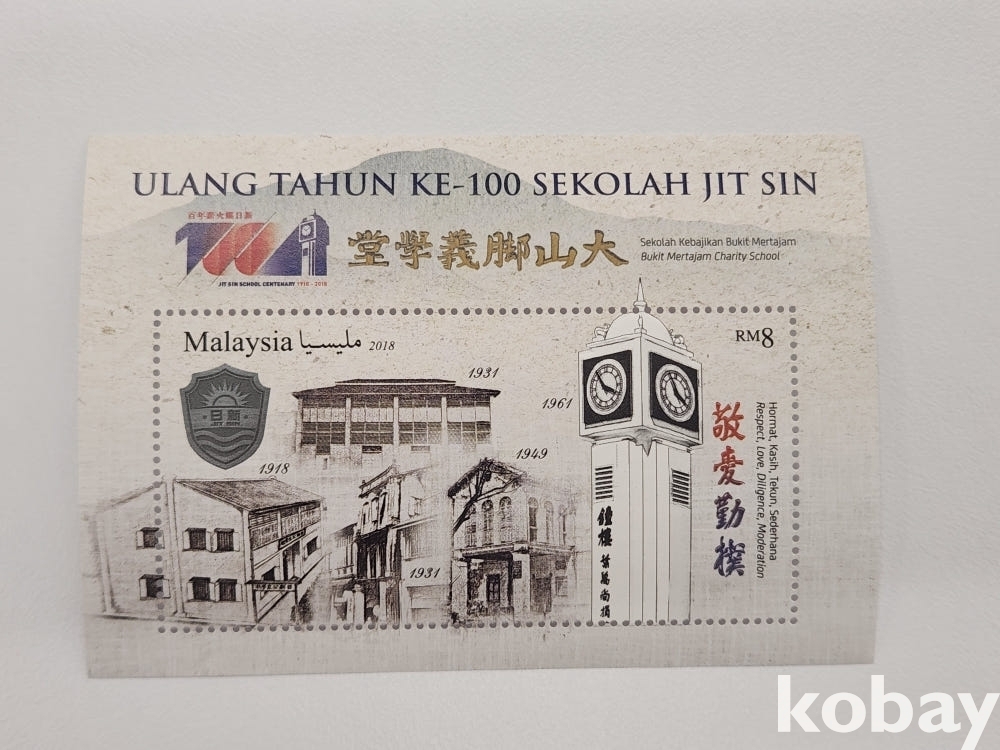 ULANG TAHUN KE-100 SEKOLAH JIT SIN
百年薪火耀日新
100
JIT SIN SCHOOL CENTENARY 1918 - 2018
堂學義脚山大
Sekolah Kebajikan Bukit Mertajam
Bukit Mertajam Charity School
Malaysia مليسيا 2018
RM8
1931
1961
日新
JIT SIN
1918
1949
1931
敬愛勤樸
Hormat, Kasih, Tekun, Sederhana
Respect, Love, Diligence, Moderation
鐘樓
kobay